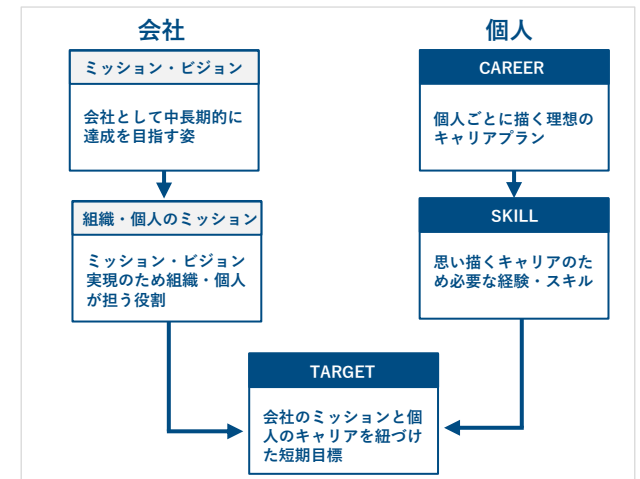 会社
ミッション・ビジョン
会社として中長期的に
達成を目指す姿
組織・個人のミッション
ミッション・ビジョン
実現のため組織・個人
が担う役割
個人
CAREER
個人ごとに描く理想の
キャリアプラン
SKILL
思い描くキャリアのた
め必要な経験・スキル
TARGET
会社のミッションと個
人のキャリアを紐づけ
た短期目標